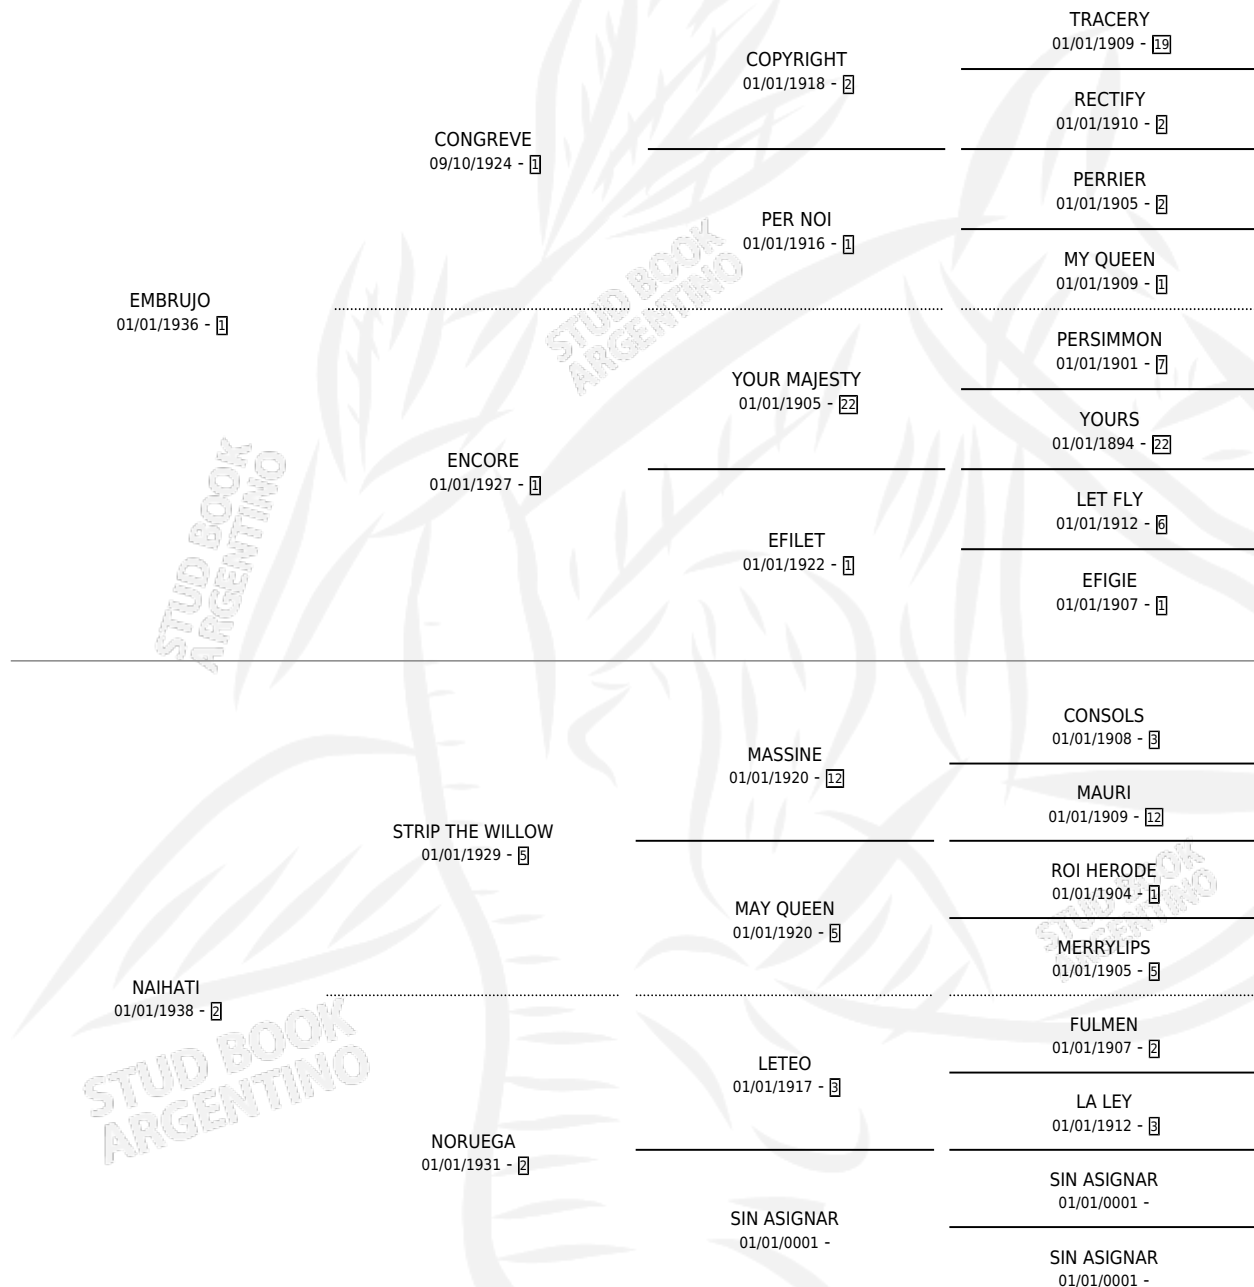 TRACERY
01/01/1909 - 19
COPYRIGHT
01/01/1918 - 2
RECTIFY
01/01/1910 - 2
CONGREVE
09/10/1924 - 1
PERRIER
01/01/1905 - 2
PER NOI
01/01/1916 - 1
MY QUEEN
01/01/1909 - 1
EMBRUJO
01/01/1936 - 1
PERSIMMON
01/01/1901 - 7
YOUR MAJESTY
01/01/1905 - 22
YOURS
01/01/1894 - 22
ENCORE
01/01/1927 - 1
LET FLY
01/01/1912 - 6
EFILET
01/01/1922 - 1
EFIGIE
01/01/1907 - 1
STUD BOOK
ARGENTINO
STUD BOOK
ARGENTINO
CONSOLS
01/01/1908 - 3
MASSINE
01/01/1920 - 12
MAURI
01/01/1909 - 12
STRIP THE WILLOW
01/01/1929 - 5
ROI HERODE
01/01/1904 - 1
MAY QUEEN
01/01/1920 - 5
MERRYLIPS
01/01/1905 - 5
STUD BOOK
ARGENTINO
NAIHATI
01/01/1938 - 2
FULMEN
01/01/1907 - 2
LETEO
01/01/1917 - 3
LA LEY
01/01/1912 - 3
NORUEGA
01/01/1931 - 2
SIN ASIGNAR
01/01/0001 -
SIN ASIGNAR
01/01/0001 -
SIN ASIGNAR
01/01/0001 -
STUD BOOK
ARGENTINO